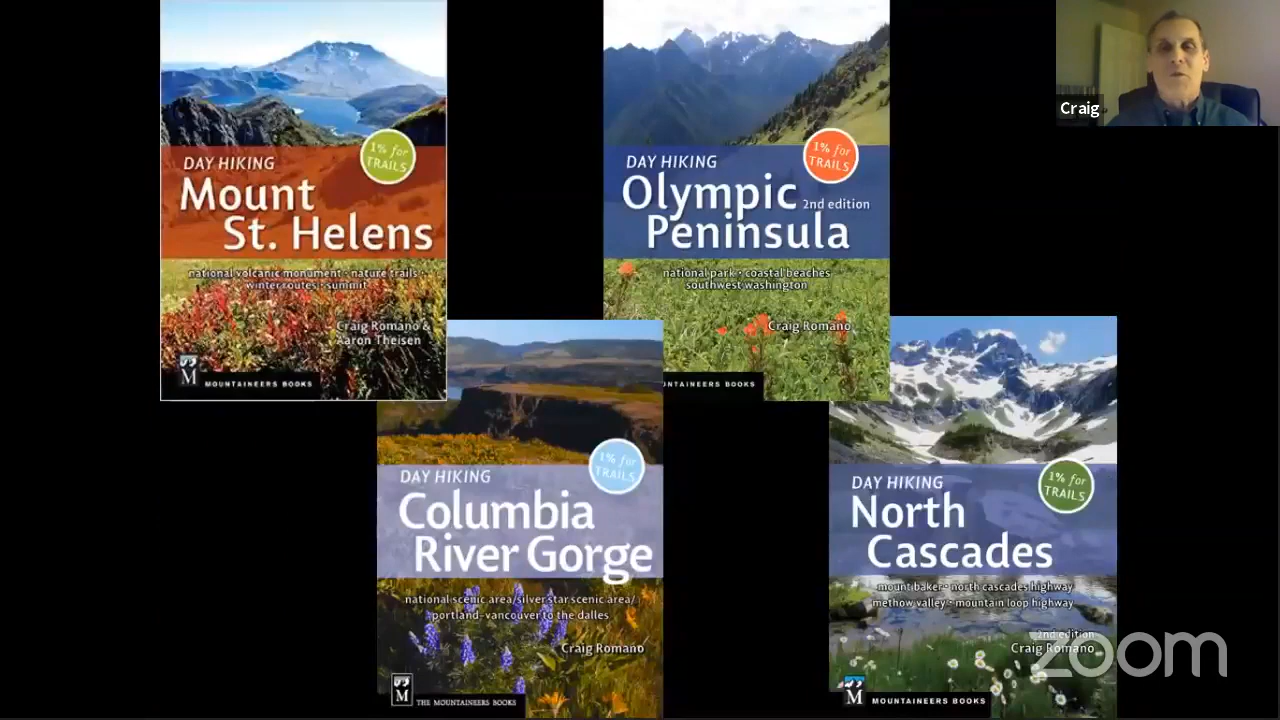 DAY HIKING
Mount
St. Helens
1% for
TRAILS
national volcanic monument • nature trails •
winter routes • summit
Craig Romano &
Aaron Theisen
MOUNTAINEERS BOOKS
DAY HIKING
Olympic
2nd edition
Peninsula
1% for
TRAILS
national park • coastal beaches
southwest washington
Craig Romano
NTAINEERS BOOKS
Craig
DAY HIKING
Columbia
River Gorge
1% for
TRAILS
national scenic area/silver star scenic area/
portland–vancouver to the dalles
Craig Romano
THE MOUNTAINEERS BOOKS
DAY HIKING
North
Cascades
1% for
TRAILS
mount baker • north cascades highway
methow valley • mountain loop highway
2nd edition
Craig Romano
MOUNTAINEERS BOOKS
zoom